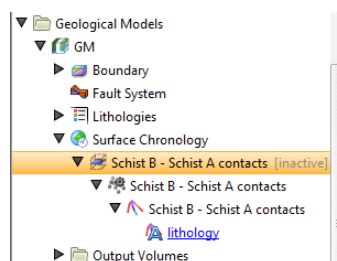 Geological Models
GM
Boundary
Fault System
Lithologies
Surface Chronology
Schist B - Schist A contacts [inactive]
Schist B - Schist A contacts
Schist B - Schist A contacts
lithology
Output Volumes